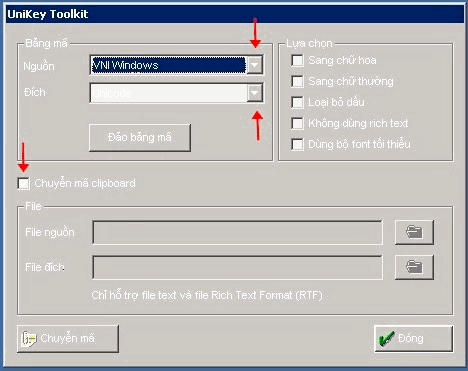 UniKey Toolkit
Bảng mã
Nguồn
VNI Windows
Đích
Unicode
Đảo bảng mã
Lựa chọn
Sang chữ hoa
Sang chữ thường
Loại bỏ dấu
Không dùng rich text
Dùng bộ font tối thiểu
Chuyển mã clipboard
File
File nguồn
File đích
Chỉ hỗ trợ file text và file Rich Text Format (RTF)
Chuyển mã
Đóng